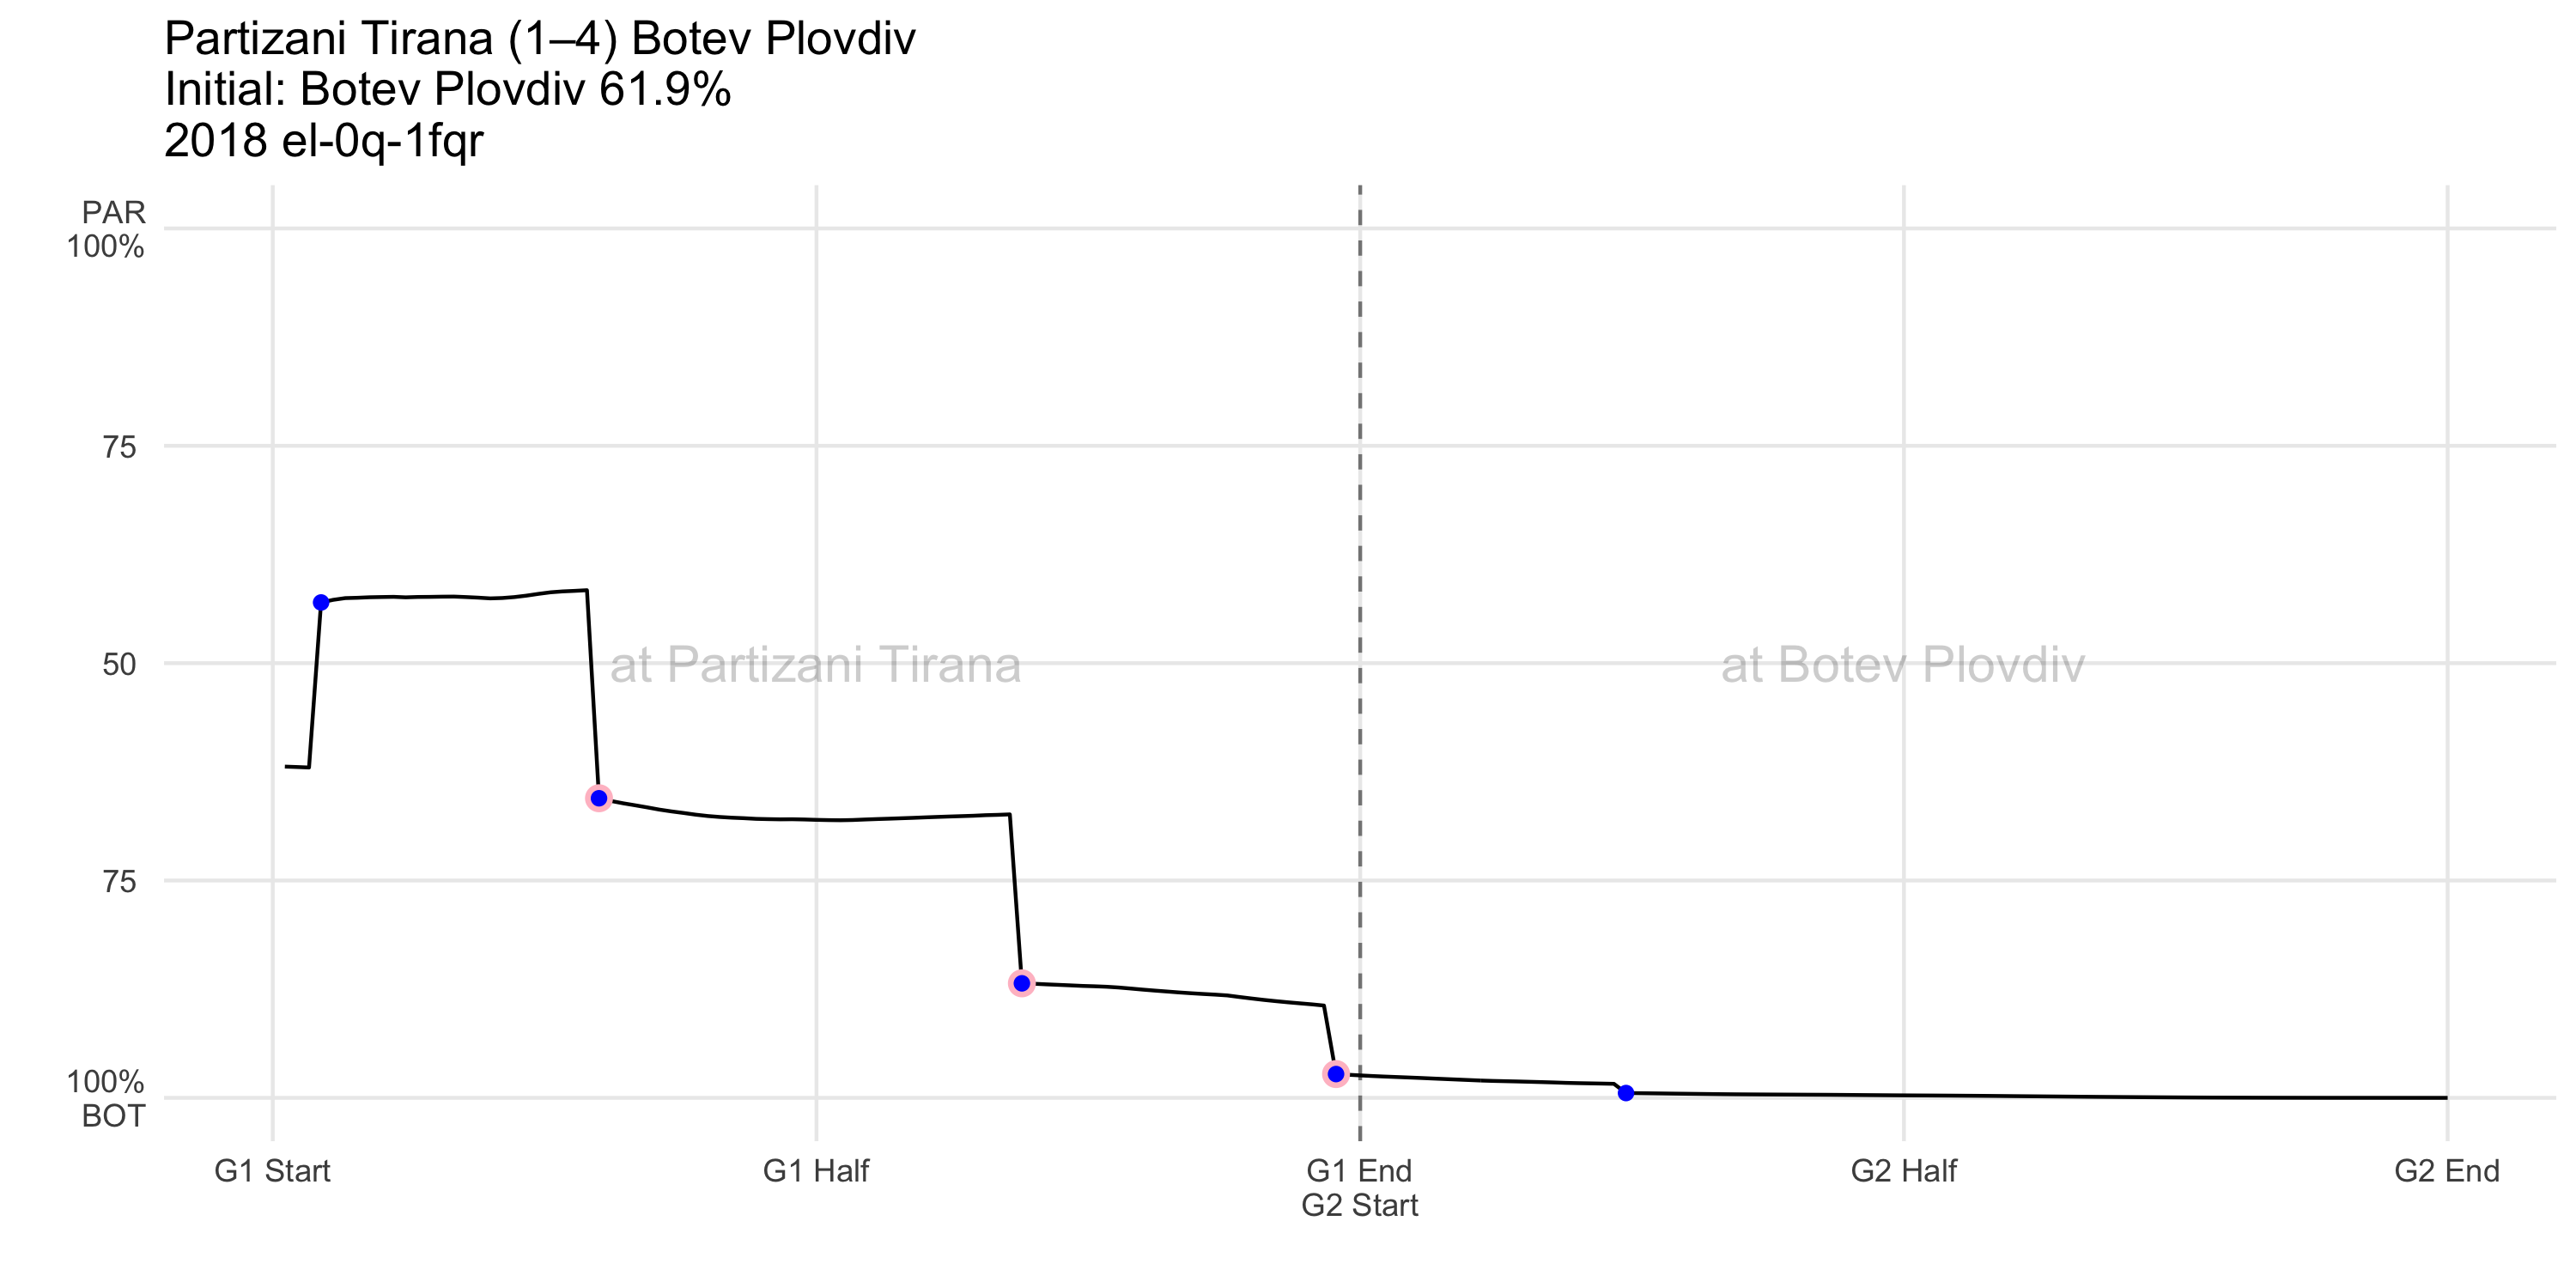 Partizani Tirana (1–4) Botev Plovdiv
Initial: Botev Plovdiv 61.9%
2018 el-0q-1fqr
PAR
100%
75
50
75
100%
BOT
at Partizani Tirana
at Botev Plovdiv
G1 Start
G1 Half
G1 End
G2 Start
G2 Half
G2 End